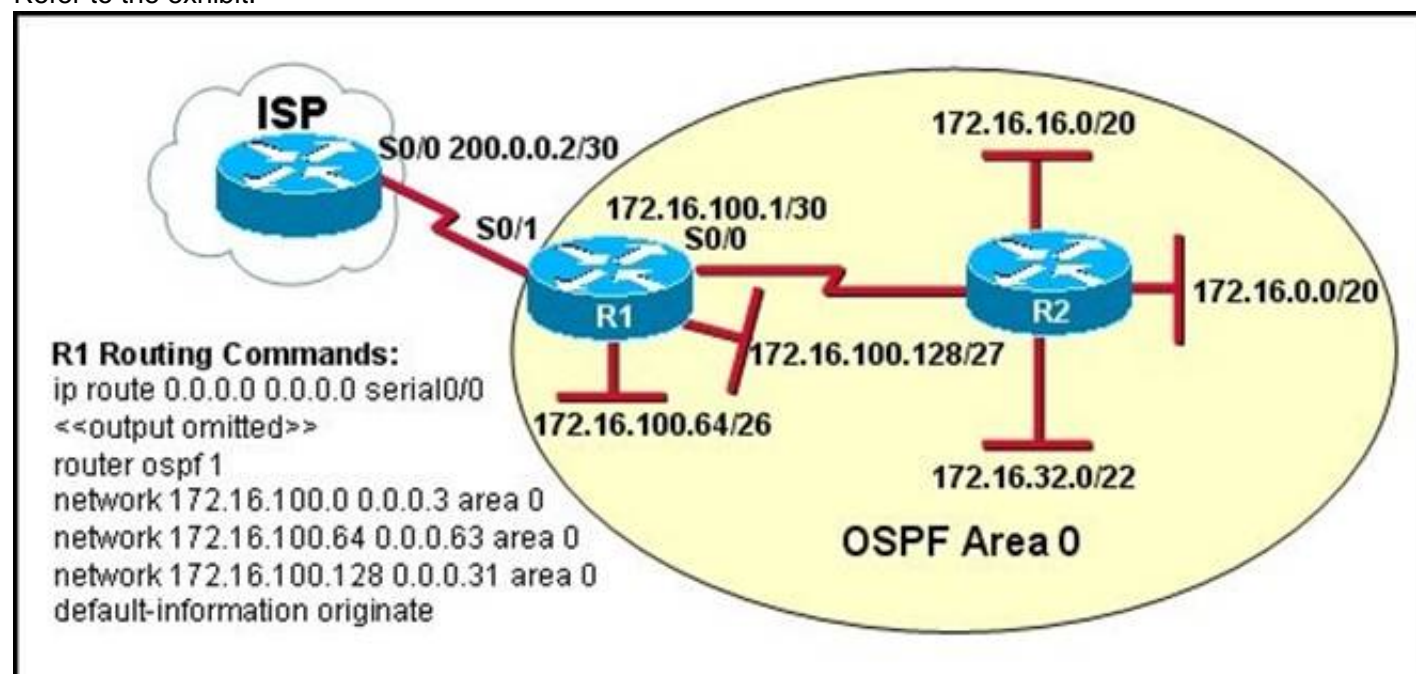 Refer to the exhibit.
ISP
S0/0 200.0.0.2/30
S0/1
172.16.100.1/30
S0/0
R1
172.16.16.0/20
R2
172.16.0.0/20
172.16.100.128/27
172.16.100.64/26
172.16.32.0/22
OSPF Area 0
R1 Routing Commands:
ip route 0.0.0.0 0.0.0.0 serial0/0
<<output omitted>>
router ospf 1
network 172.16.100.0 0.0.0.3 area 0
network 172.16.100.64 0.0.0.63 area 0
network 172.16.100.128 0.0.0.31 area 0
default-information originate